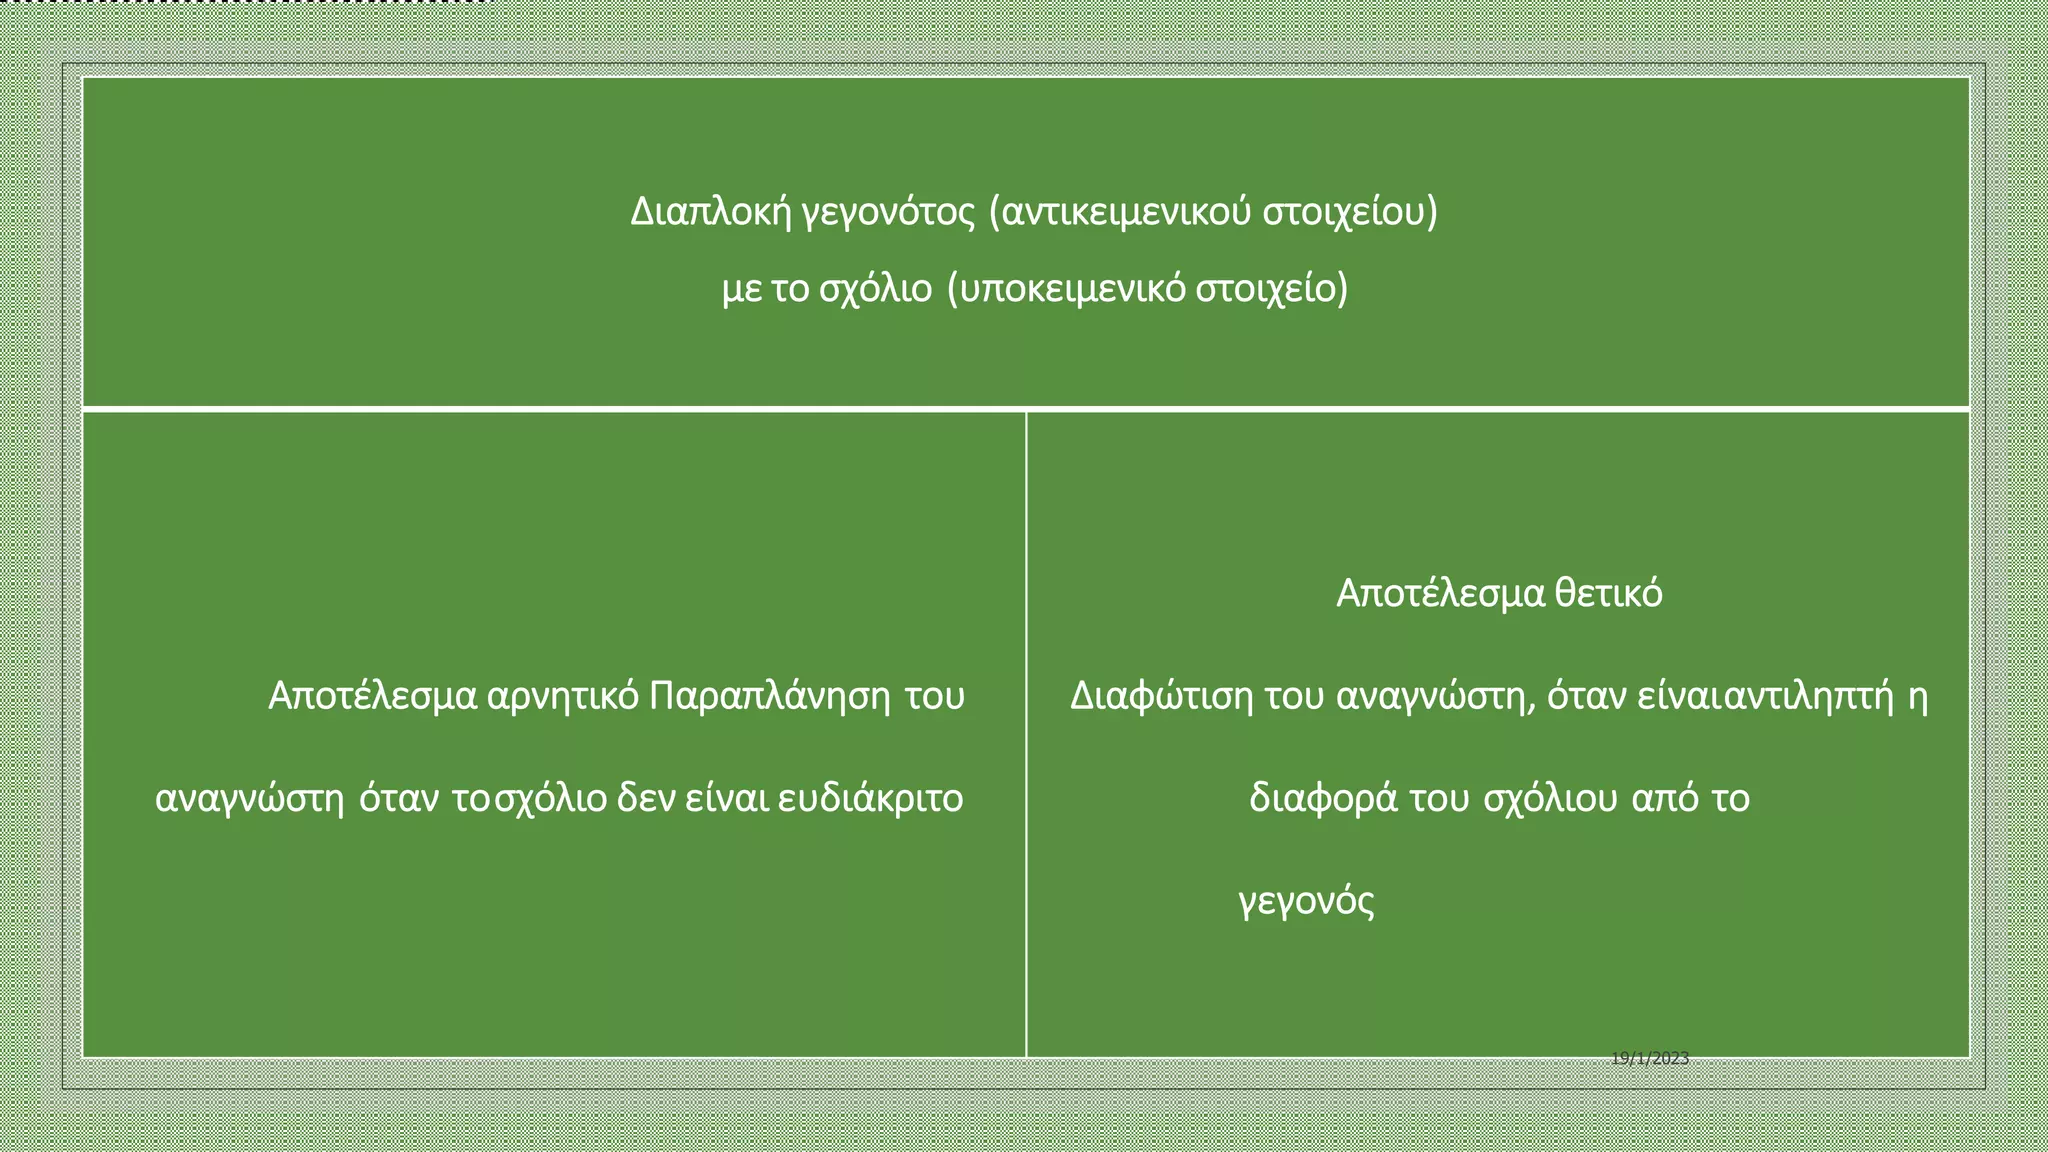 Διαπλοκή γεγονότος (αντικειμενικού στοιχείου)
με το σχόλιο (υποκειμενικό στοιχείο)
Αποτέλεσμα αρνητικό Παραπλάνηση του
αναγνώστη όταν τοσχόλιο δεν είναι ευδιάκριτο
Αποτέλεσμα θετικό
Διαφώτιση του αναγνώστη, όταν είναιαντιληπτή η
διαφορά του σχόλιου από το
γεγονός
19/1/2023